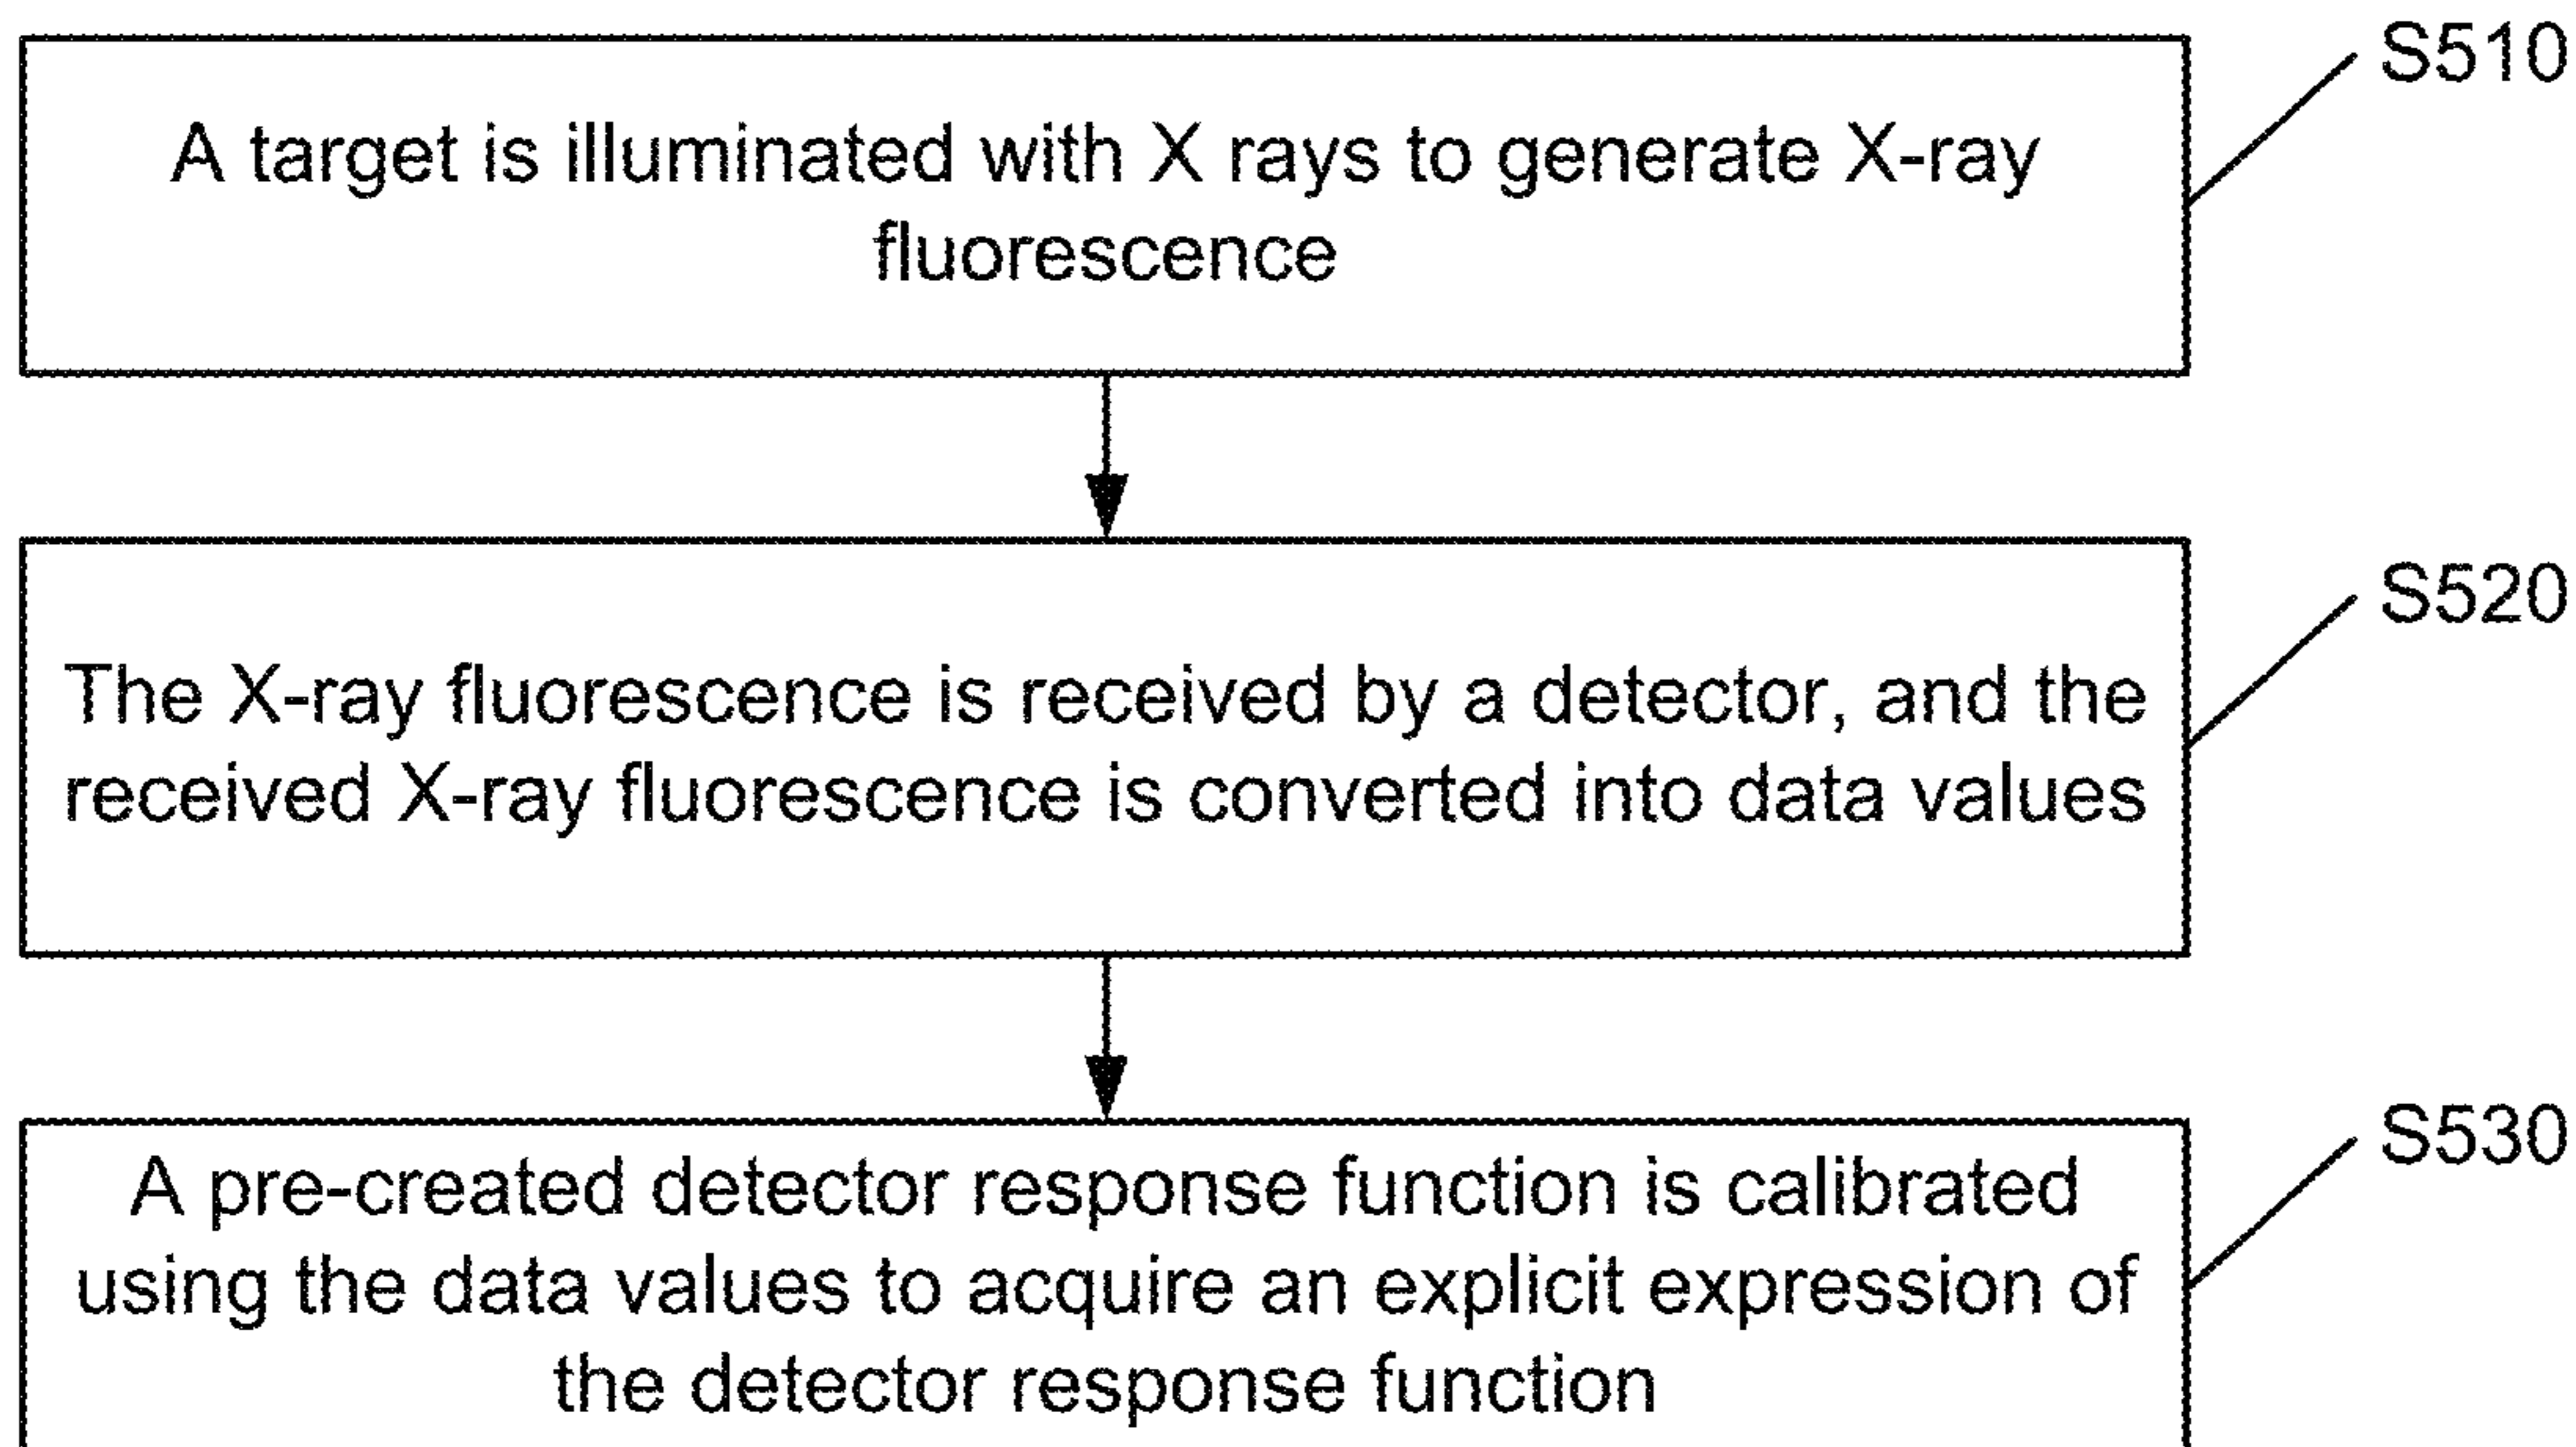 S510
A target is illuminated with X rays to generate X-ray
fluorescence
S520
The X-ray fluorescence is received by a detector, and the
received X-ray fluorescence is converted into data values
S530
A pre-created detector response function is calibrated
using the data values to acquire an explicit expression of
the detector response function